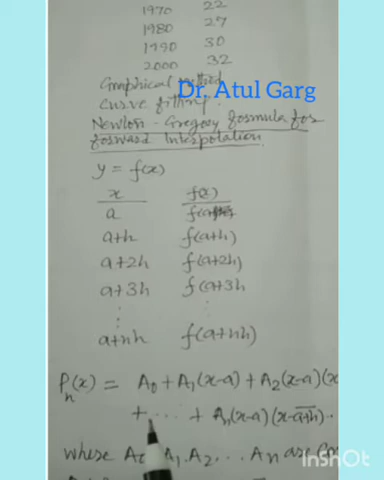 1970 22
1980 27
1990 30
2000 32
Graphical method
Dr. Atul Garg
Curve fitting.
Newton - Gregory formula for
forward Interpolation
y = f(x)
x f(x)
a f(a)
a+h f(a+h)
a+2h f(a+2h)
a+3h f(a+3h
⋮ ⋮
a+nh f(a+nh)
Pn(x) = A0 + A1(x-a) + A2(x-a)(x
+ ... + An(x-a)(x-a+h)..
where A0 A1. A2 ... An are
InShOt